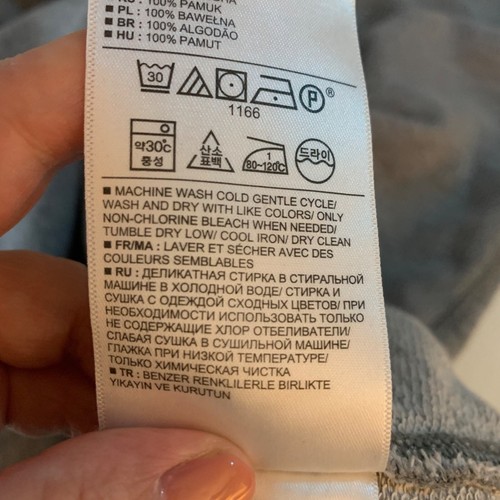 : 100% PAMUK
■ PL : 100% BAWEŁNA
■ BR : 100% ALGODÃO
■ HU : 100% PAMUT
30 P ®
1166
약30℃ 중성 산소 표백 1 80~120℃ 드라이
■ MACHINE WASH COLD GENTLE CYCLE/
WASH AND DRY WITH LIKE COLORS/ ONLY
NON-CHLORINE BLEACH WHEN NEEDED/
TUMBLE DRY LOW/ COOL IRON/ DRY CLEAN
■ FR/MA : LAVER ET SÉCHER AVEC DES
COULEURS SEMBLABLES
■ RU : ДЕЛИКАТНАЯ СТИРКА В СТИРАЛЬНОЙ
МАШИНЕ В ХОЛОДНОЙ ВОДЕ/ СТИРКА И
СУШКА С ОДЕЖДОЙ СХОДНЫХ ЦВЕТОВ/ ПРИ
НЕОБХОДИМОСТИ ИСПОЛЬЗОВАТЬ ТОЛЬКО
НЕ СОДЕРЖАЩИЕ ХЛОР ОТБЕЛИВАТЕЛИ/
СЛАБАЯ СУШКА В СУШИЛЬНОЙ МАШИНЕ/
ГЛАЖКА ПРИ НИЗКОЙ ТЕМПЕРАТУРЕ/
ТОЛЬКО ХИМИЧЕСКАЯ ЧИСТКА
■ TR : BENZER RENKLILERLE BIRLIKTE
YIKAYIN VE KURUTUN